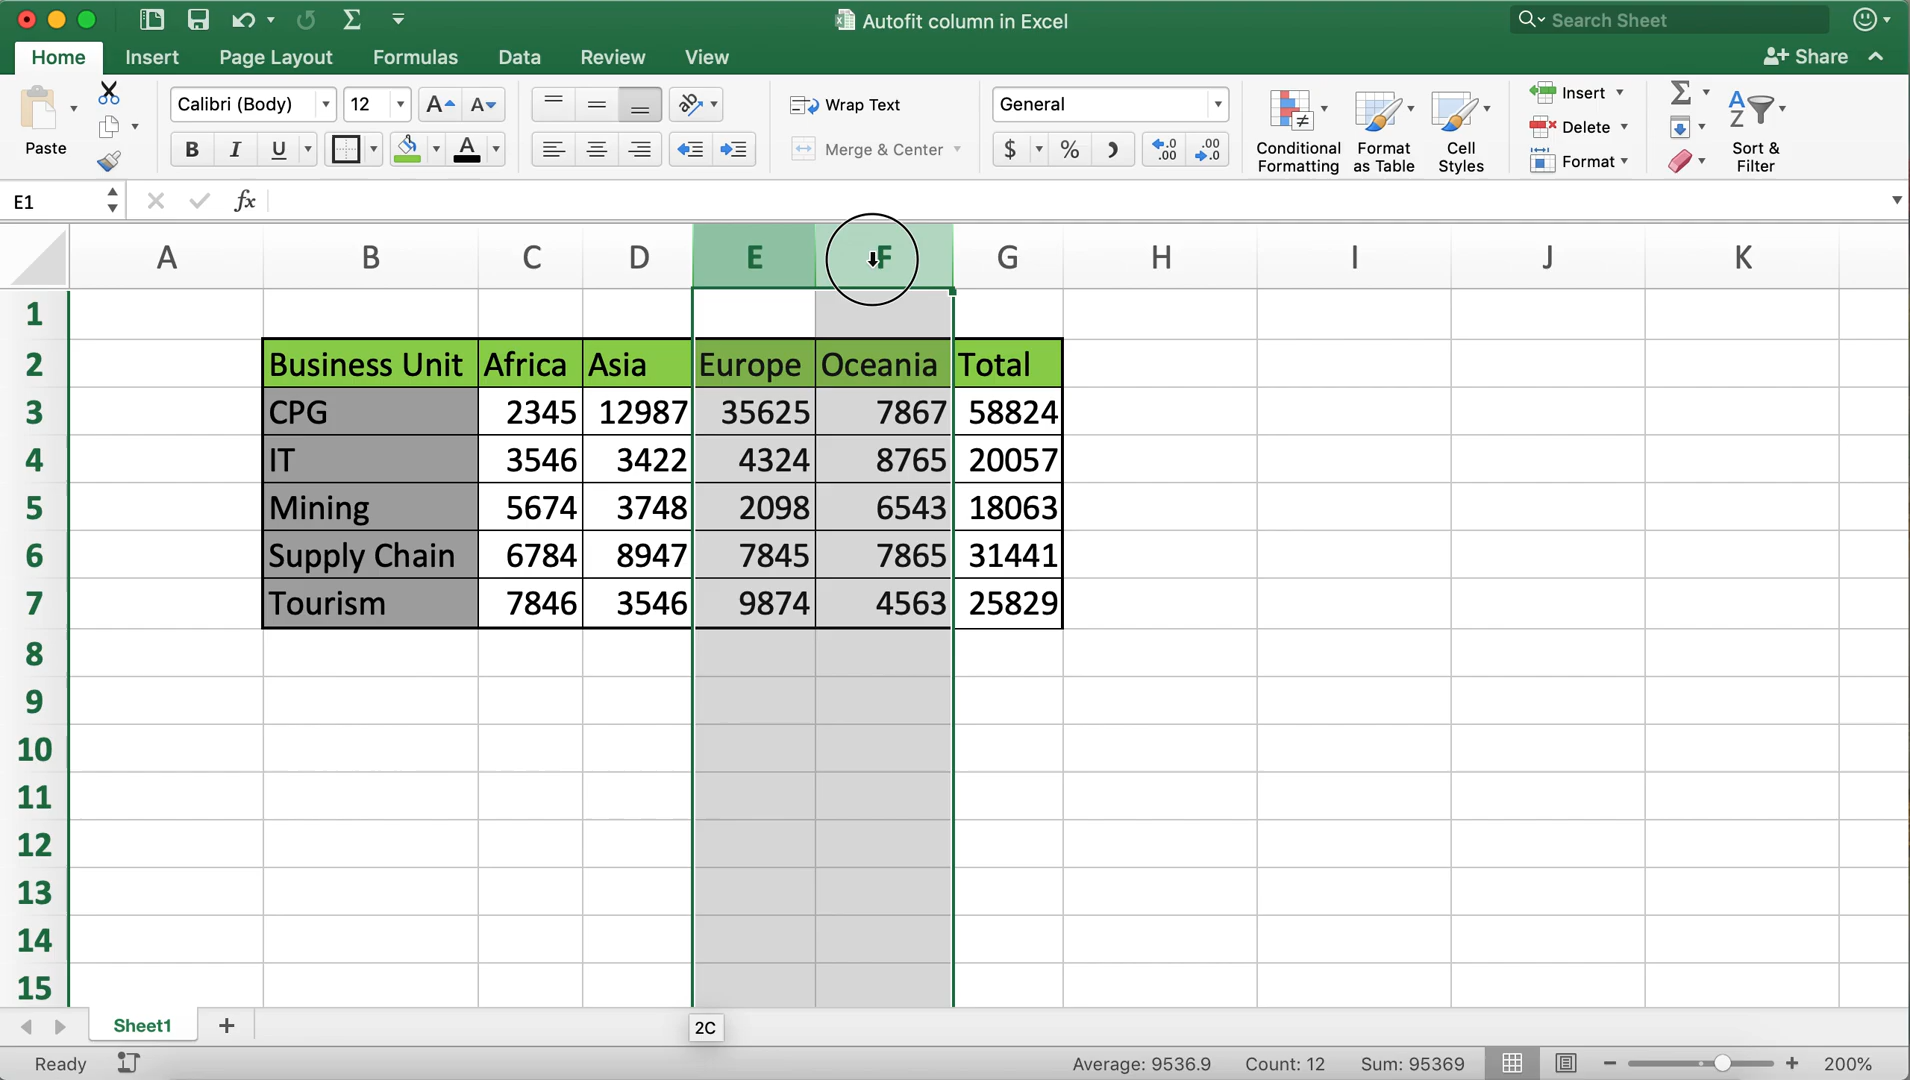 Autofit column in Excel
Search Sheet
Home Insert Page Layout Formulas Data Review View
Share
Paste
Calibri (Body) 12
Wrap Text
General
Insert
Delete
Format
B I U
Merge & Center
$ %
Conditional Formatting
Format as Table
Cell Styles
Sort & Filter
E1
fx
A B C D E F G H I J K
1
2 Business Unit Africa Asia Europe Oceania Total
3 CPG 2345 12987 35625 7867 58824
4 IT 3546 3422 4324 8765 20057
5 Mining 5674 3748 2098 6543 18063
6 Supply Chain 6784 8947 7845 7865 31441
7 Tourism 7846 3546 9874 4563 25829
8
9
10
11
12
13
14
15
Sheet1 +
2C
Ready
Average: 9536.9 Count: 12 Sum: 95369
200%